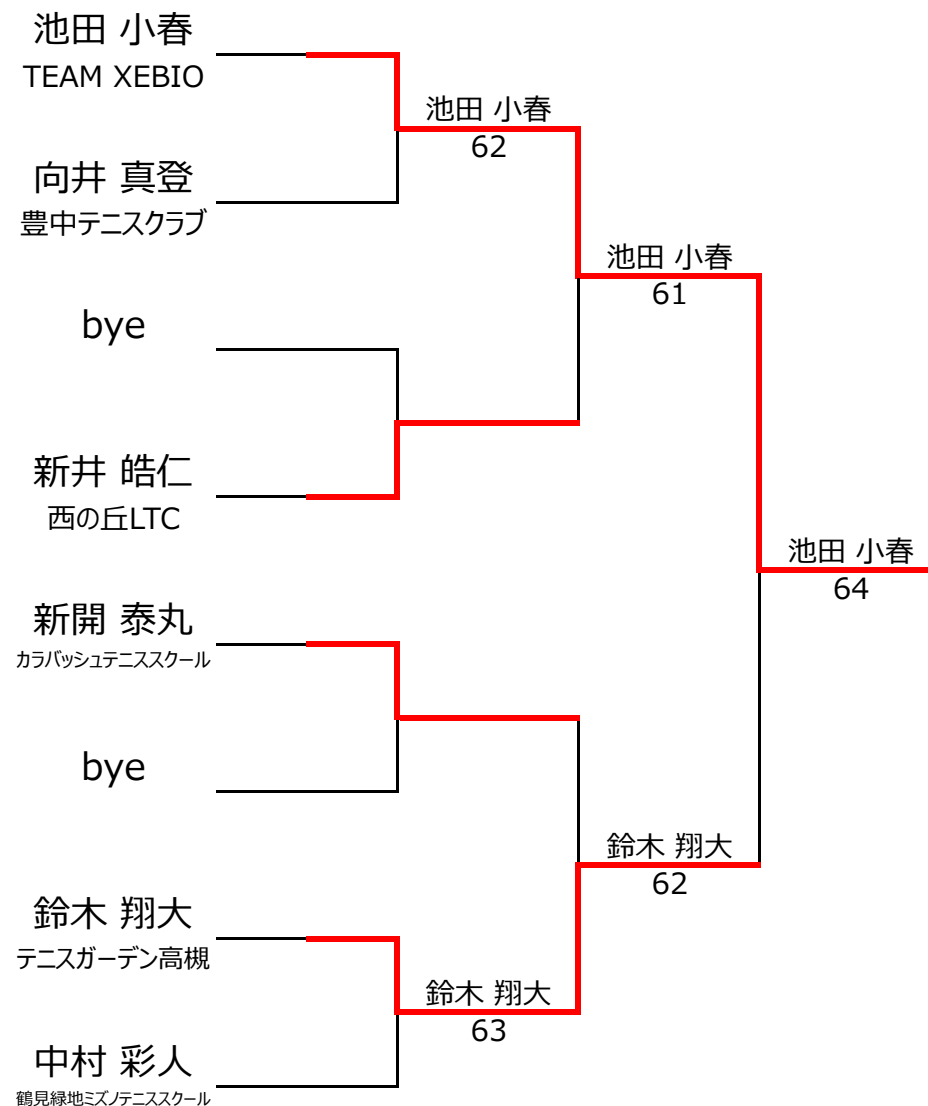 池田 小春
TEAM XEBIO
向井 真登
豊中テニスクラブ
bye
新井 皓仁
西の丘LTC
新開 泰丸
カラバッシュテニススクール
bye
鈴木 翔大
テニスガーデン高槻
中村 彩人
鶴見緑地ミズノテニススクール
池田 小春
62
鈴木 翔大
63
池田 小春
61
鈴木 翔大
62
池田 小春
64